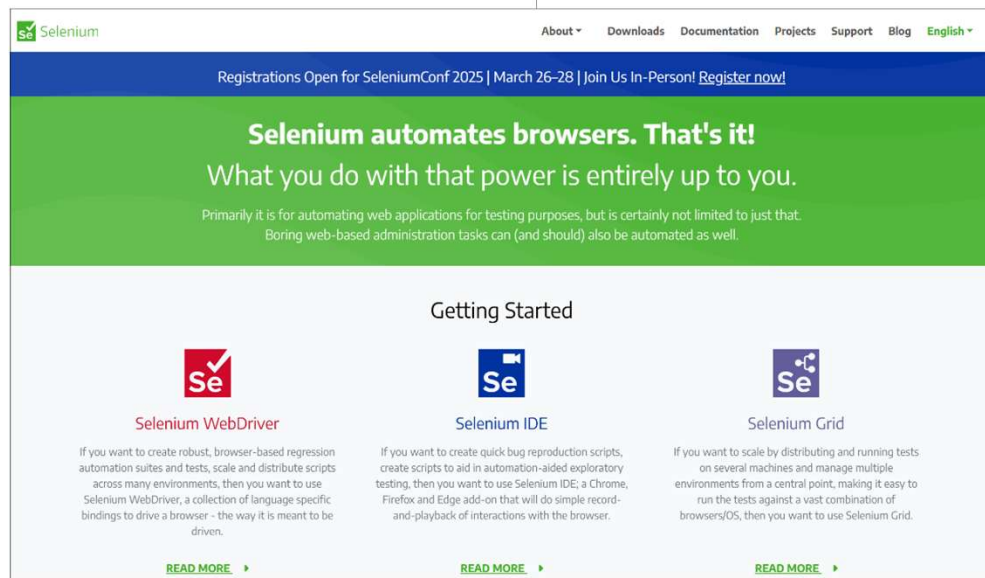 Se Selenium
About Downloads Documentation Projects Support Blog English
Registrations Open for SeleniumConf 2025 | March 26–28 | Join Us In-Person! Register now!
Selenium automates browsers. That's it!
What you do with that power is entirely up to you.
Primarily it is for automating web applications for testing purposes, but is certainly not limited to just that.
Boring web-based administration tasks can (and should) also be automated as well.
Getting Started
Se
Selenium WebDriver
If you want to create robust, browser-based regression
automation suites and tests, scale and distribute scripts
across many environments, then you want to use
Selenium WebDriver, a collection of language specific
bindings to drive a browser - the way it is meant to be
driven.
READ MORE
Se
Selenium IDE
If you want to create quick bug reproduction scripts,
create scripts to aid in automation-aided exploratory
testing, then you want to use Selenium IDE; a Chrome,
Firefox and Edge add-on that will do simple record-
and-playback of interactions with the browser.
READ MORE
Se
Selenium Grid
If you want to scale by distributing and running tests
on several machines and manage multiple
environments from a central point, making it easy to
run the tests against a vast combination of
browsers/OS, then you want to use Selenium Grid.
READ MORE